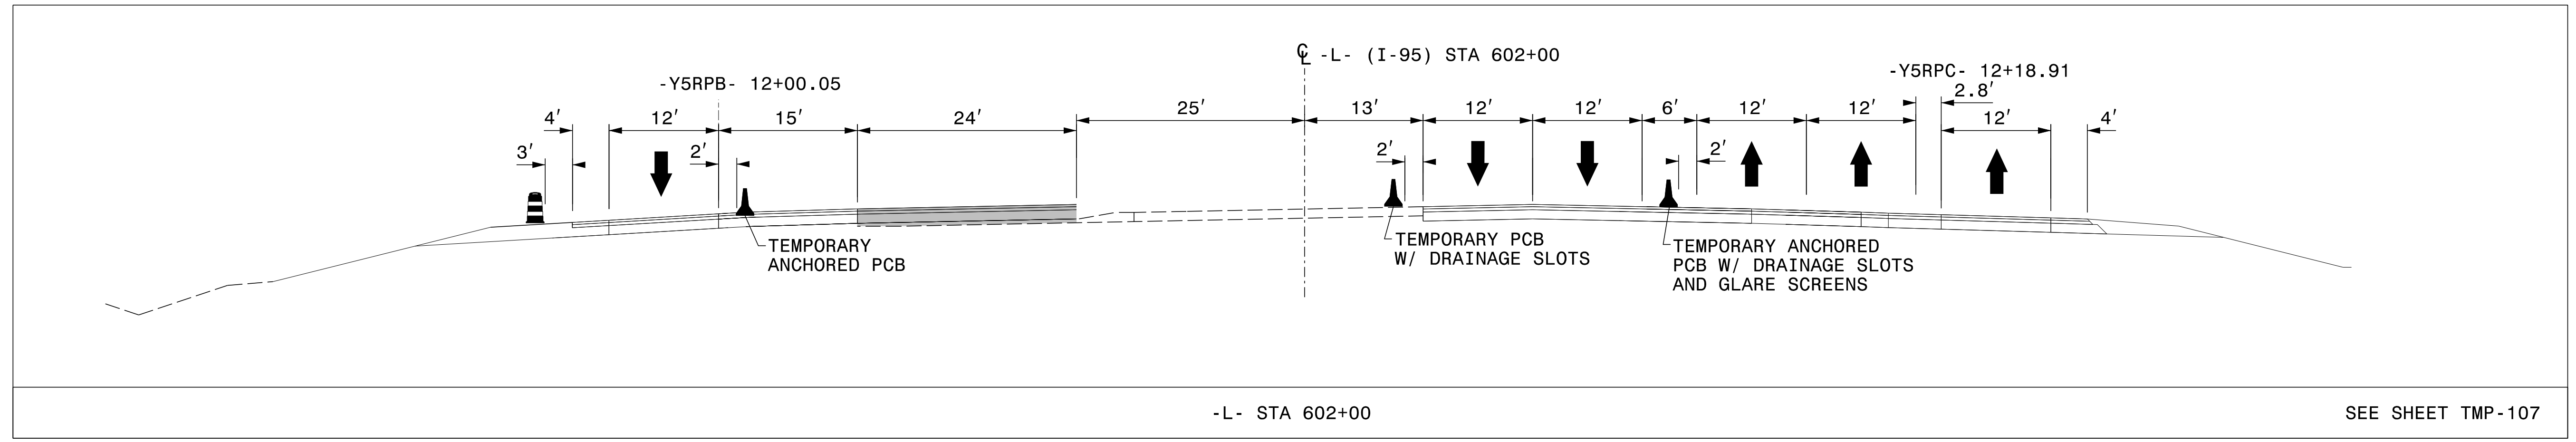 ℄ -L- (I-95) STA 602+00
-Y5RPB- 12+00.05
-Y5RPC- 12+18.91
2.8'
4'
12'
15'
24'
25'
13'
12'
12'
6'
12'
12'
12'
4'
3'
2'
2'
2'
TEMPORARY
ANCHORED PCB
TEMPORARY PCB
W/ DRAINAGE SLOTS
TEMPORARY ANCHORED
PCB W/ DRAINAGE SLOTS
AND GLARE SCREENS
-L- STA 602+00
SEE SHEET TMP-107